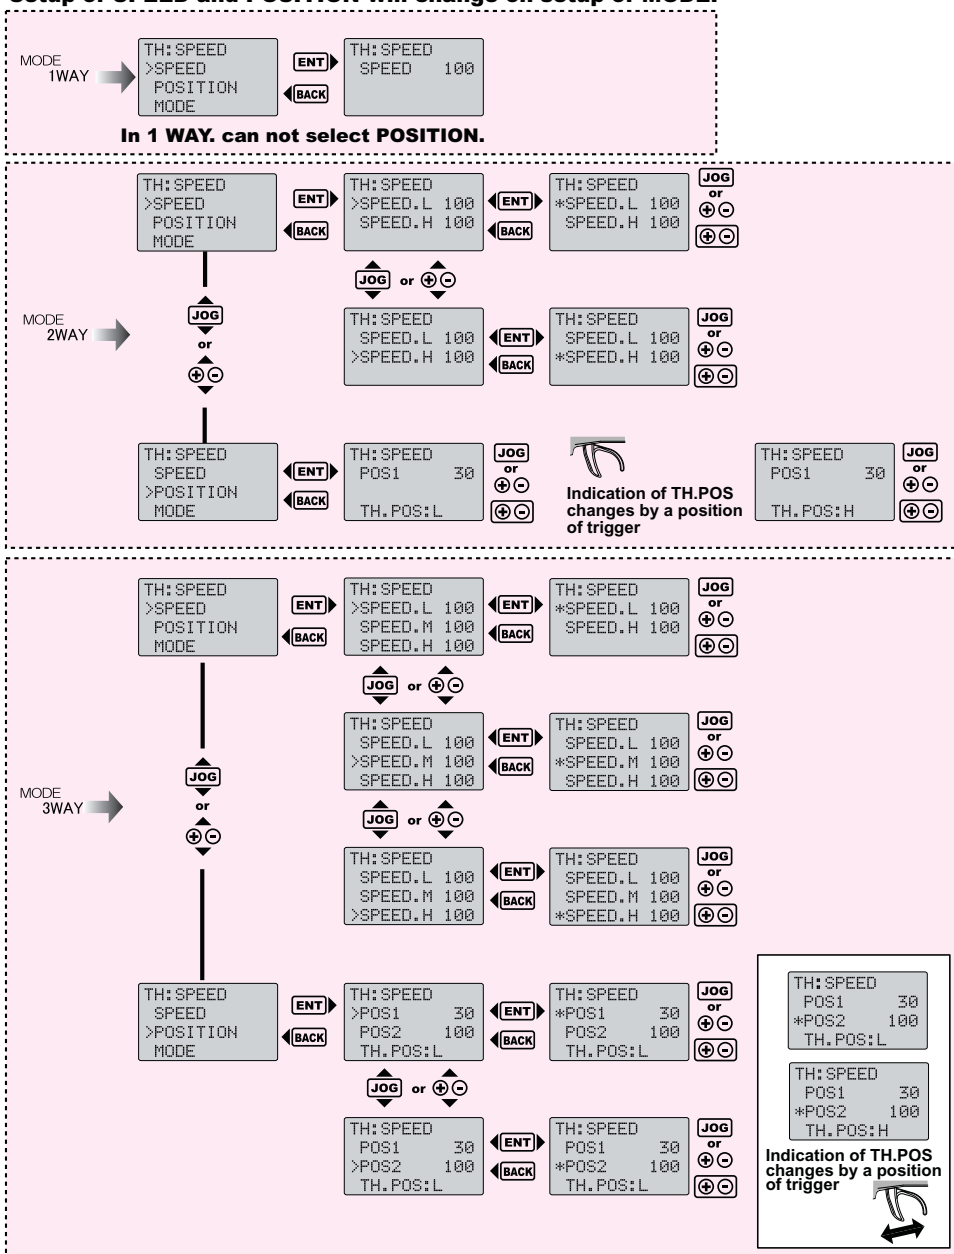 Setup of SPEED and POSITION will change on setup of MODE.
MODE
1WAY
TH:SPEED
>SPEED
POSITION
MODE
ENT
BACK
TH:SPEED
SPEED 100
In 1 WAY. can not select POSITION.
MODE
2WAY
TH:SPEED
>SPEED
POSITION
MODE
ENT
BACK
TH:SPEED
>SPEED.L 100
SPEED.H 100
ENT
BACK
TH:SPEED
*SPEED.L 100
SPEED.H 100
JOG
or
+ -
+ -
JOG or + -
JOG
or
+ -
TH:SPEED
SPEED.L 100
>SPEED.H 100
ENT
BACK
TH:SPEED
SPEED.L 100
*SPEED.H 100
JOG
or
+ -
+ -
TH:SPEED
SPEED
>POSITION
MODE
ENT
BACK
TH:SPEED
POS1 30
TH.POS:L
JOG
or
+ -
+ -
Indication of TH.POS
changes by a position
of trigger
TH:SPEED
POS1 30
TH.POS:H
JOG
or
+ -
+ -
MODE
3WAY
TH:SPEED
>SPEED
POSITION
MODE
ENT
BACK
TH:SPEED
>SPEED.L 100
SPEED.M 100
SPEED.H 100
ENT
BACK
TH:SPEED
*SPEED.L 100
SPEED.H 100
JOG
or
+ -
+ -
JOG or + -
JOG
or
+ -
TH:SPEED
SPEED.L 100
>SPEED.M 100
SPEED.H 100
ENT
BACK
TH:SPEED
SPEED.L 100
*SPEED.M 100
SPEED.H 100
JOG
or
+ -
+ -
JOG or + -
TH:SPEED
SPEED.L 100
SPEED.M 100
>SPEED.H 100
ENT
BACK
TH:SPEED
SPEED.L 100
SPEED.M 100
*SPEED.H 100
JOG
or
+ -
+ -
TH:SPEED
SPEED
>POSITION
MODE
ENT
BACK
TH:SPEED
>POS1 30
POS2 100
TH.POS:L
ENT
BACK
TH:SPEED
*POS1 30
POS2 100
TH.POS:L
JOG
or
+ -
+ -
JOG or + -
TH:SPEED
POS1 30
>POS2 100
TH.POS:L
ENT
BACK
TH:SPEED
POS1 30
*POS2 100
TH.POS:L
JOG
or
+ -
+ -
TH:SPEED
POS1 30
*POS2 100
TH.POS:L
TH:SPEED
POS1 30
*POS2 100
TH.POS:H
Indication of TH.POS
changes by a position
of trigger